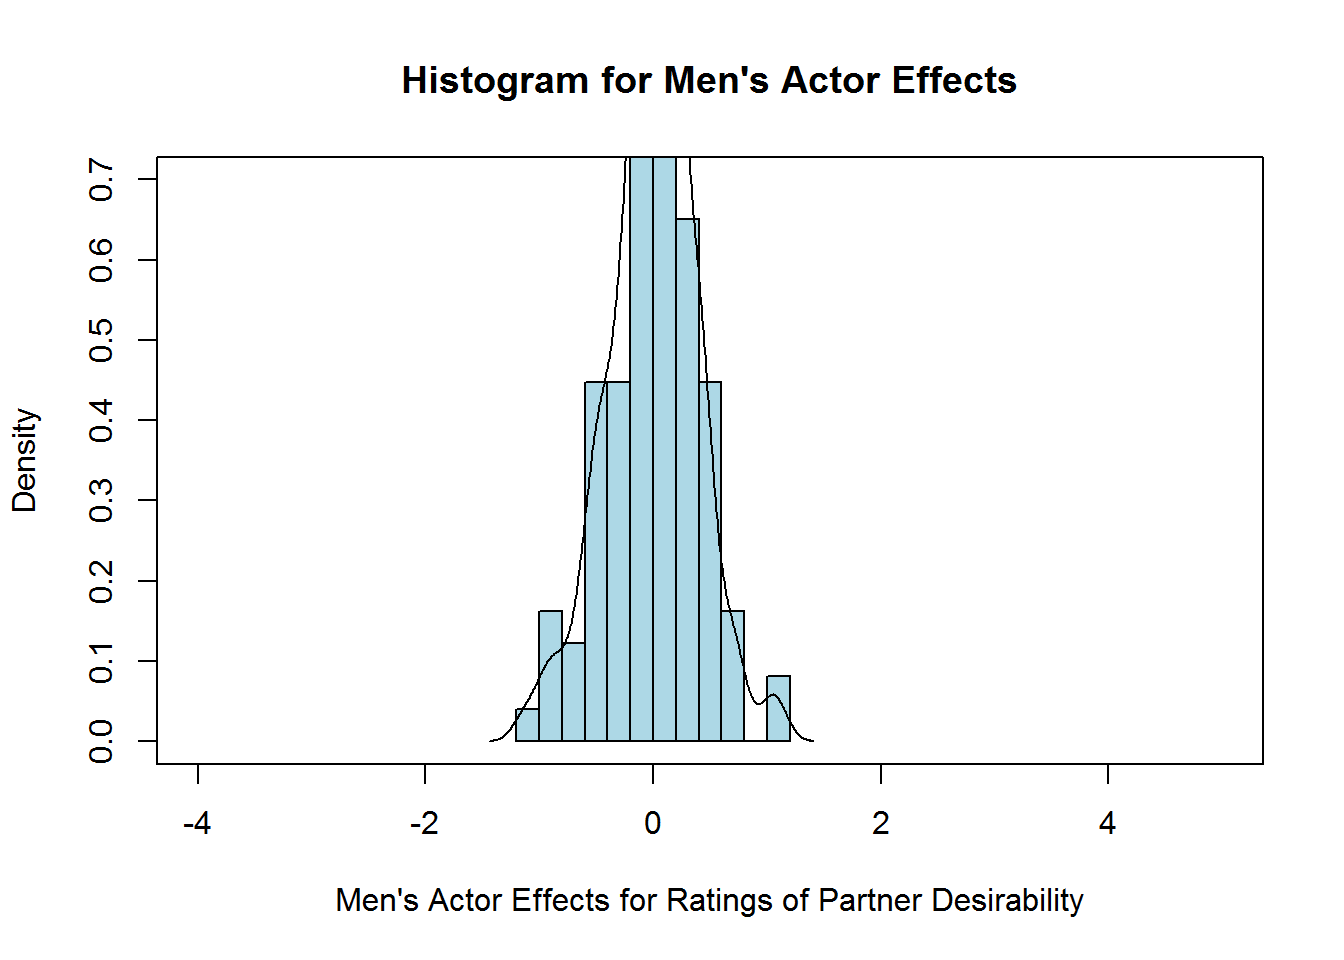 Histogram for Men's Actor Effects
Density
0.7
0.6
0.5
0.4
0.3
0.2
0.1
0.0
-4 -2 0 2 4
Men's Actor Effects for Ratings of Partner Desirability